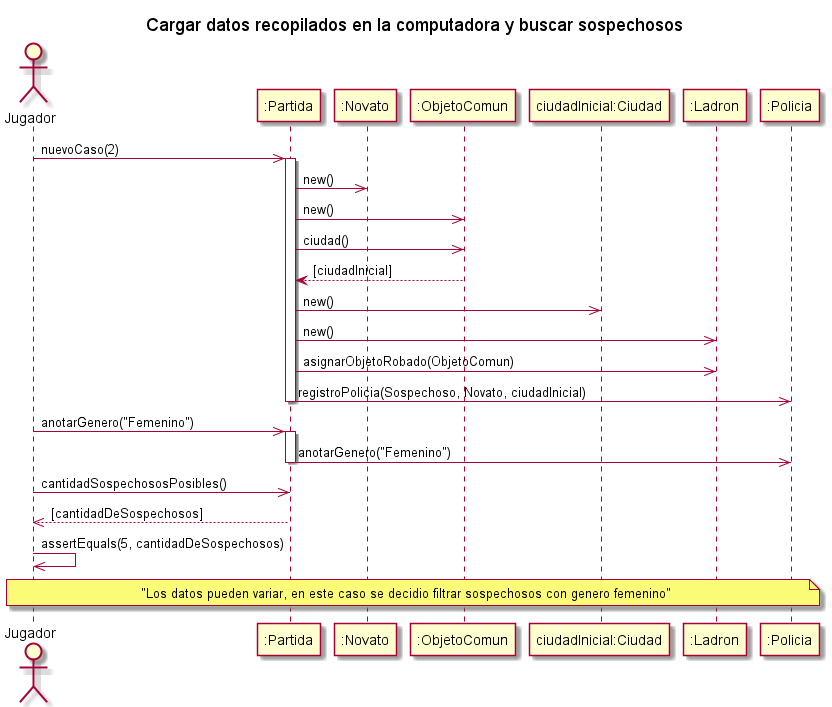 Cargar datos recopilados en la computadora y buscar sospechosos
Jugador
:Partida
:Novato
:ObjetoComun
ciudadInicial:Ciudad
:Ladron
:Policia
nuevoCaso(2)
new()
new()
ciudad()
[ciudadInicial]
new()
new()
asignarObjetoRobado(ObjetoComun)
registroPolicia(Sospechoso, Novato, ciudadInicial)
anotarGenero("Femenino")
anotarGenero("Femenino")
cantidadSospechososPosibles()
[cantidadDeSospechosos]
assertEquals(5, cantidadDeSospechosos)
"Los datos pueden variar, en este caso se decidio filtrar sospechosos con genero femenino"
Jugador
:Partida
:Novato
:ObjetoComun
ciudadInicial:Ciudad
:Ladron
:Policia